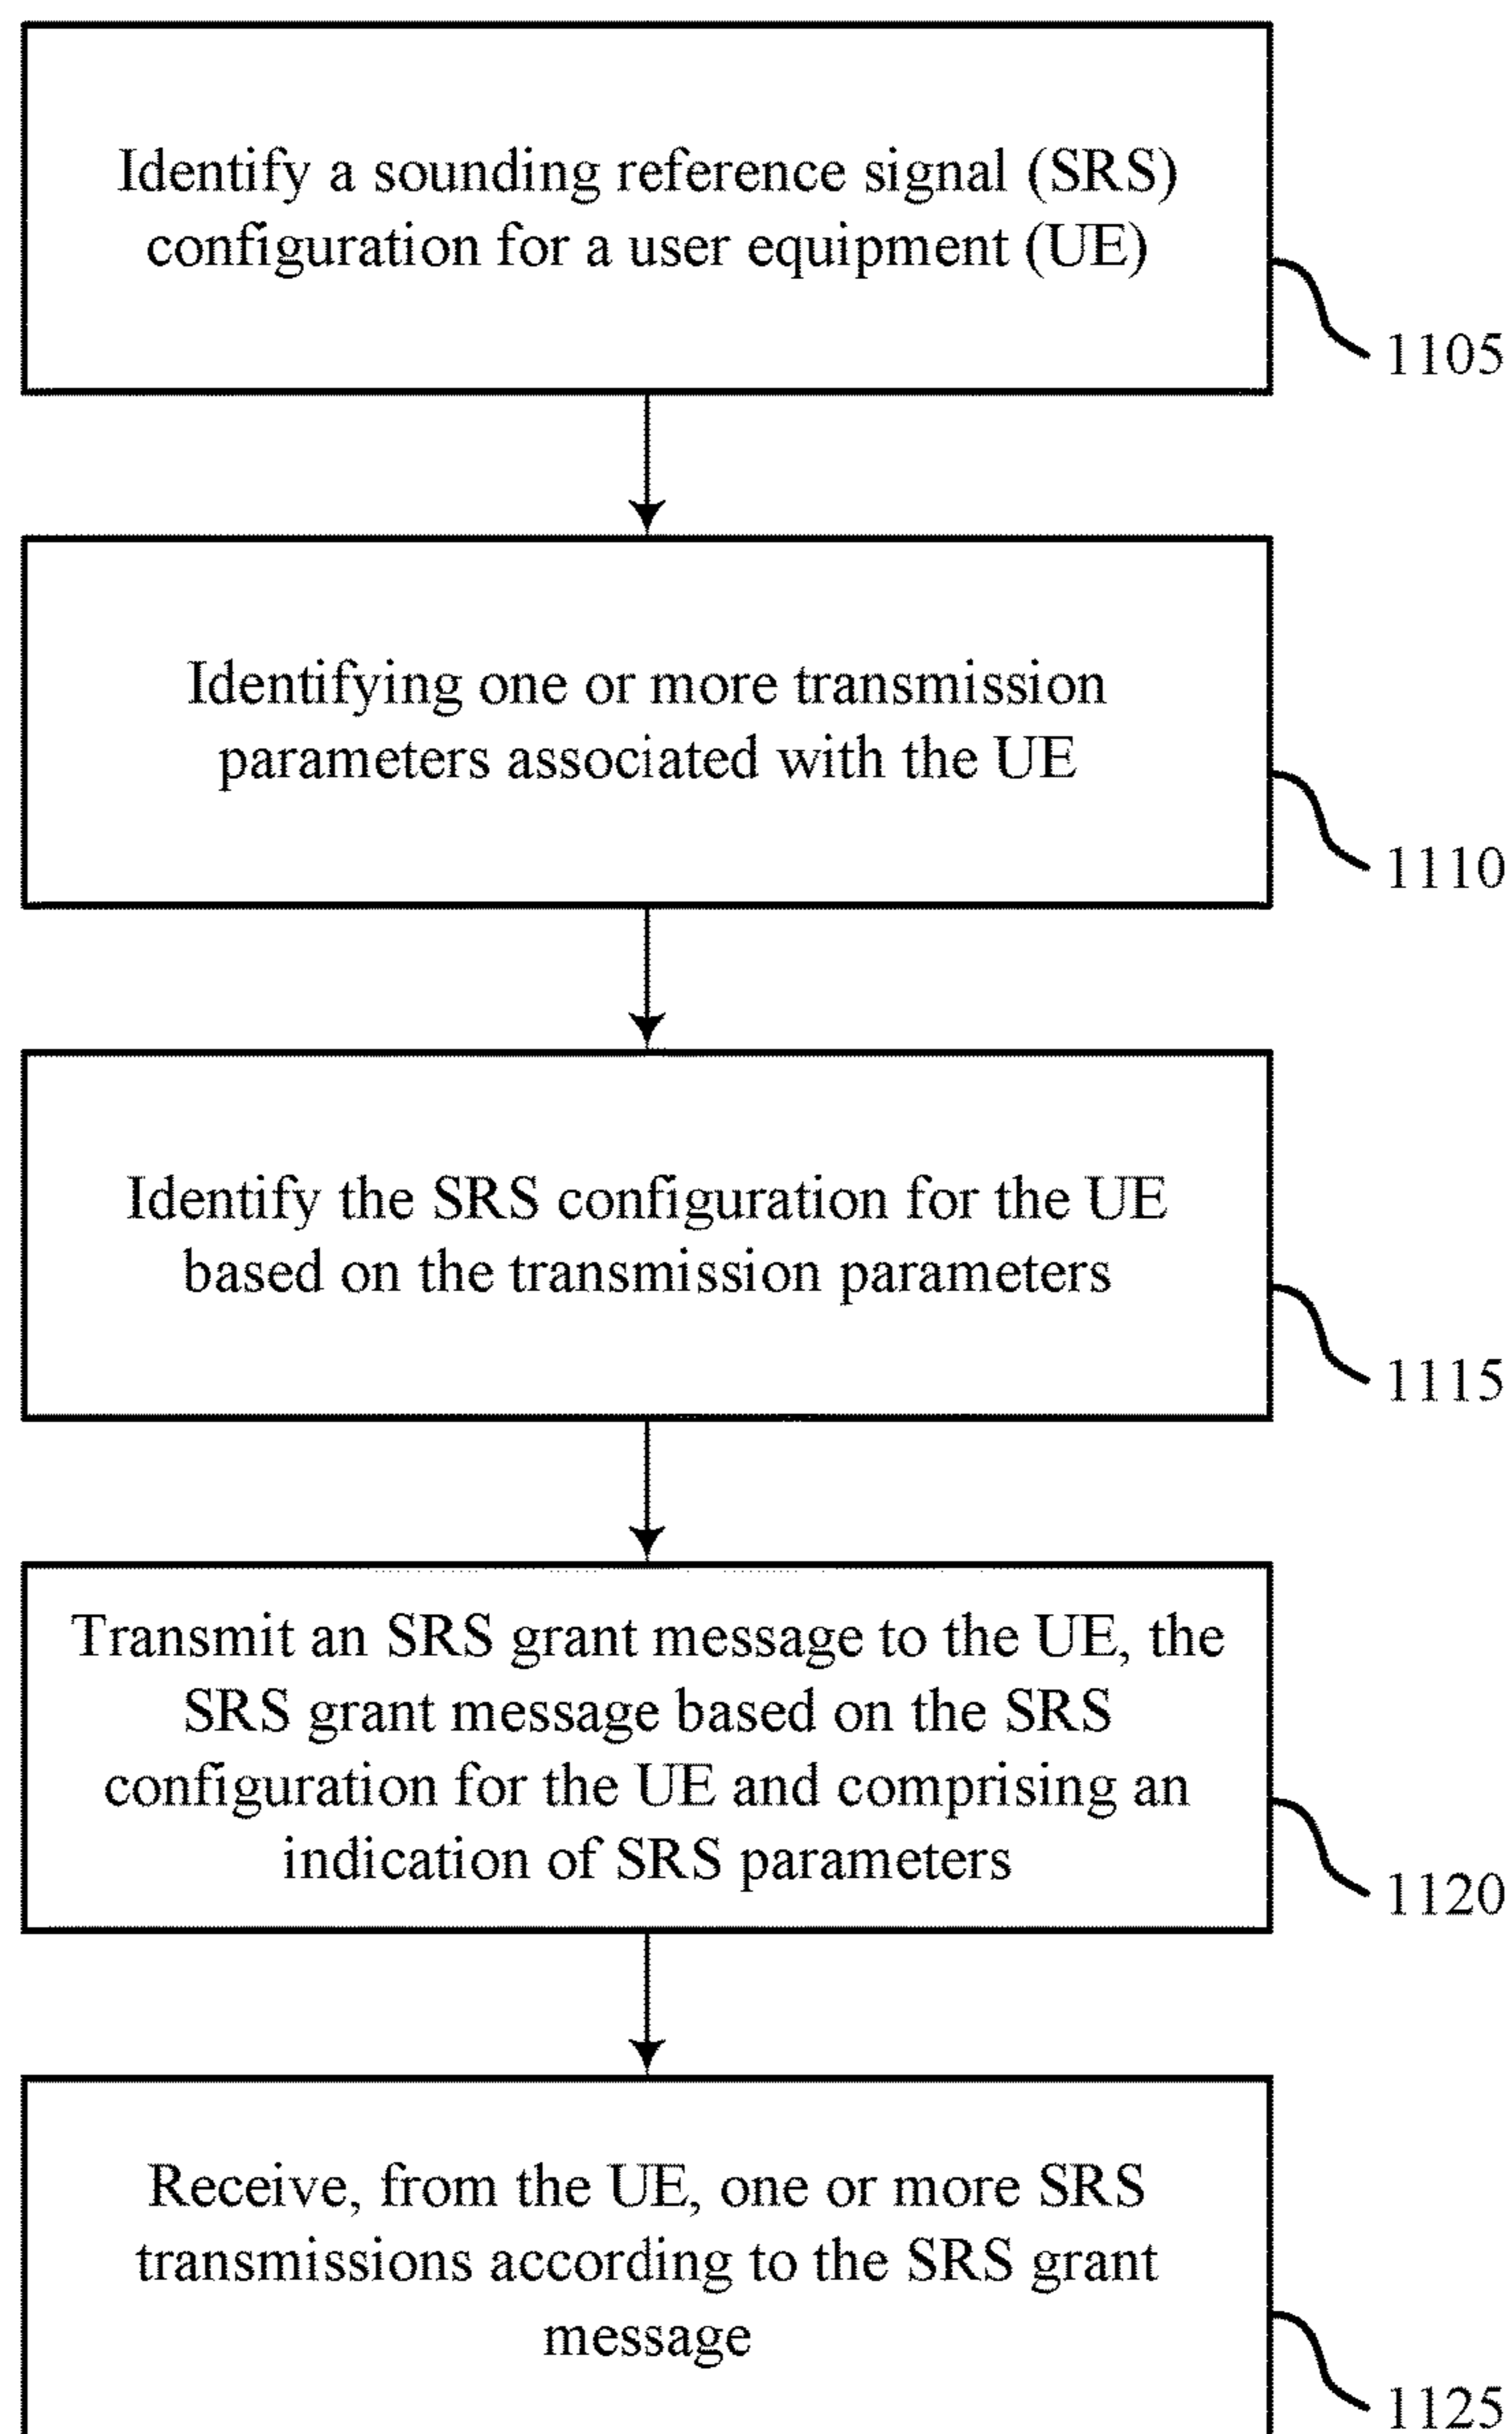 Identify a sounding reference signal (SRS)
configuration for a user equipment (UE)
1105
Identifying one or more transmission
parameters associated with the UE
1110
Identify the SRS configuration for the UE
based on the transmission parameters
1115
Transmit an SRS grant message to the UE, the
SRS grant message based on the SRS
configuration for the UE and comprising an
indication of SRS parameters
1120
Receive, from the UE, one or more SRS
transmissions according to the SRS grant
message
1125